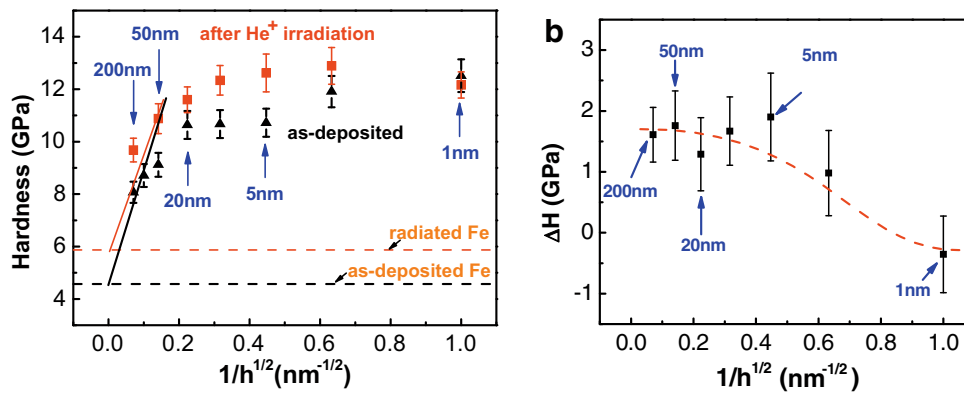 14
12
10
8
6
4
Hardness (GPa)
50nm
after He+ irradiation
200nm
as-deposited
20nm
5nm
1nm
radiated Fe
as-deposited Fe
0.0 0.2 0.4 0.6 0.8 1.0
1/h1/2(nm-1/2)
b
3
2
1
0
-1
ΔH (GPa)
50nm
5nm
200nm
20nm
1nm
0.0 0.2 0.4 0.6 0.8 1.0
1/h1/2 (nm-1/2)